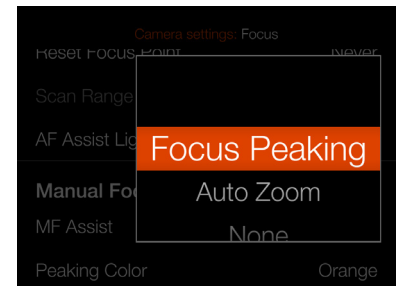 Camera settings: Focus
Reset Focus Point Never
Scan Range
AF Assist Lig
Focus Peaking
Manual Fo
Auto Zoom
MF Assist
None
Peaking Color Orange